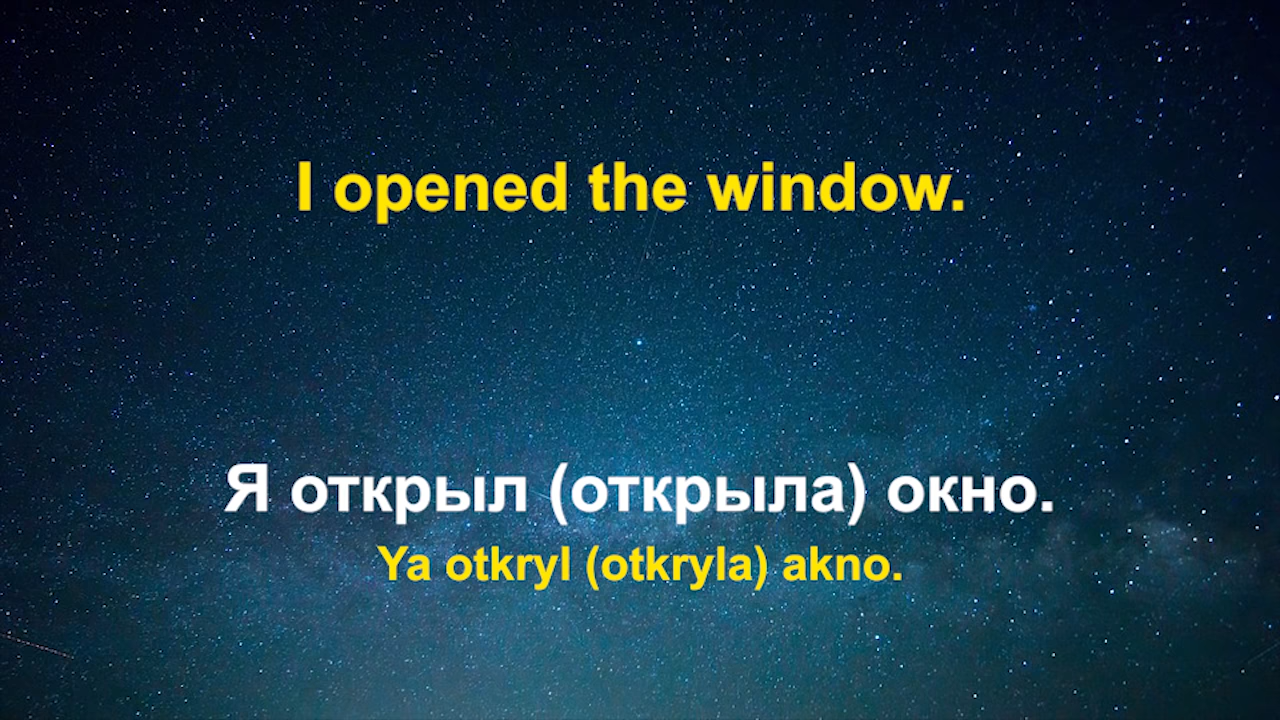 I opened the window.
Я открыл (открыла) окно.
Ya otkryl (otkryla) akno.